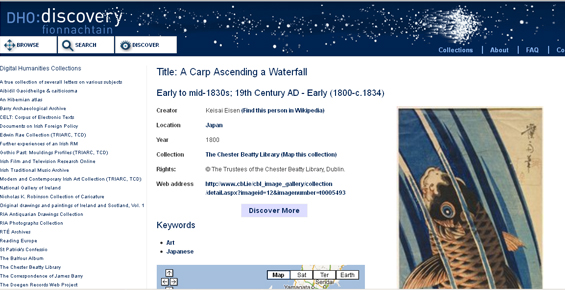 DHO:discovery
fionnachtain
BROWSE
SEARCH
DISCOVER
Collections | About | FAQ | Co
Digital Humanities Collections
A true collection of severall letters on various subjects
Aibidil Gaoidheilge & caiticiosma
An Hibernian atlas
Barry Archaeological Archive
CELT: Corpus of Electronic Texts
Documents on Irish Foreign Policy
Edwin Rae Collection (TRIARC, TCD)
Further experiences of an Irish RM
Gothic Past: Mouldings Profiles (TRIARC, TCD)
Irish Film and Television Research Online
Irish Traditional Music Archive
Modern and Contemporary Irish Art Collection (TRIARC, TCD)
National Gallery of Ireland
Nicholas K. Robinson Collection of Caricature
Original drawings and paintings of Ireland and Scotland, Vol. 1
RIA Antiquarian Drawings Collection
RIA Photographs Collection
RTÉ Archives
Reading Europe
St Patrick's Confessio
The Balfour Album
The Chester Beatty Library
The Correspondence of James Barry
The Doegen Records Web Project
Title: A Carp Ascending a Waterfall
Early to mid-1830s; 19th Century AD - Early (1800-c.1834)
Creator Keisai Eisen (Find this person in Wikipedia)
Location Japan
Year 1800
Collection The Chester Beatty Library (Map this collection)
Rights: © The Trustees of the Chester Beatty Library, Dublin.
Web address http://www.cbl.ie/cbl_image_gallery/collection
/detail.aspx?imageid=12&imagenumber=t0005493
Discover More
Keywords
Art
Japanese
Map Sat Ter Earth
Sendai
Yamagata